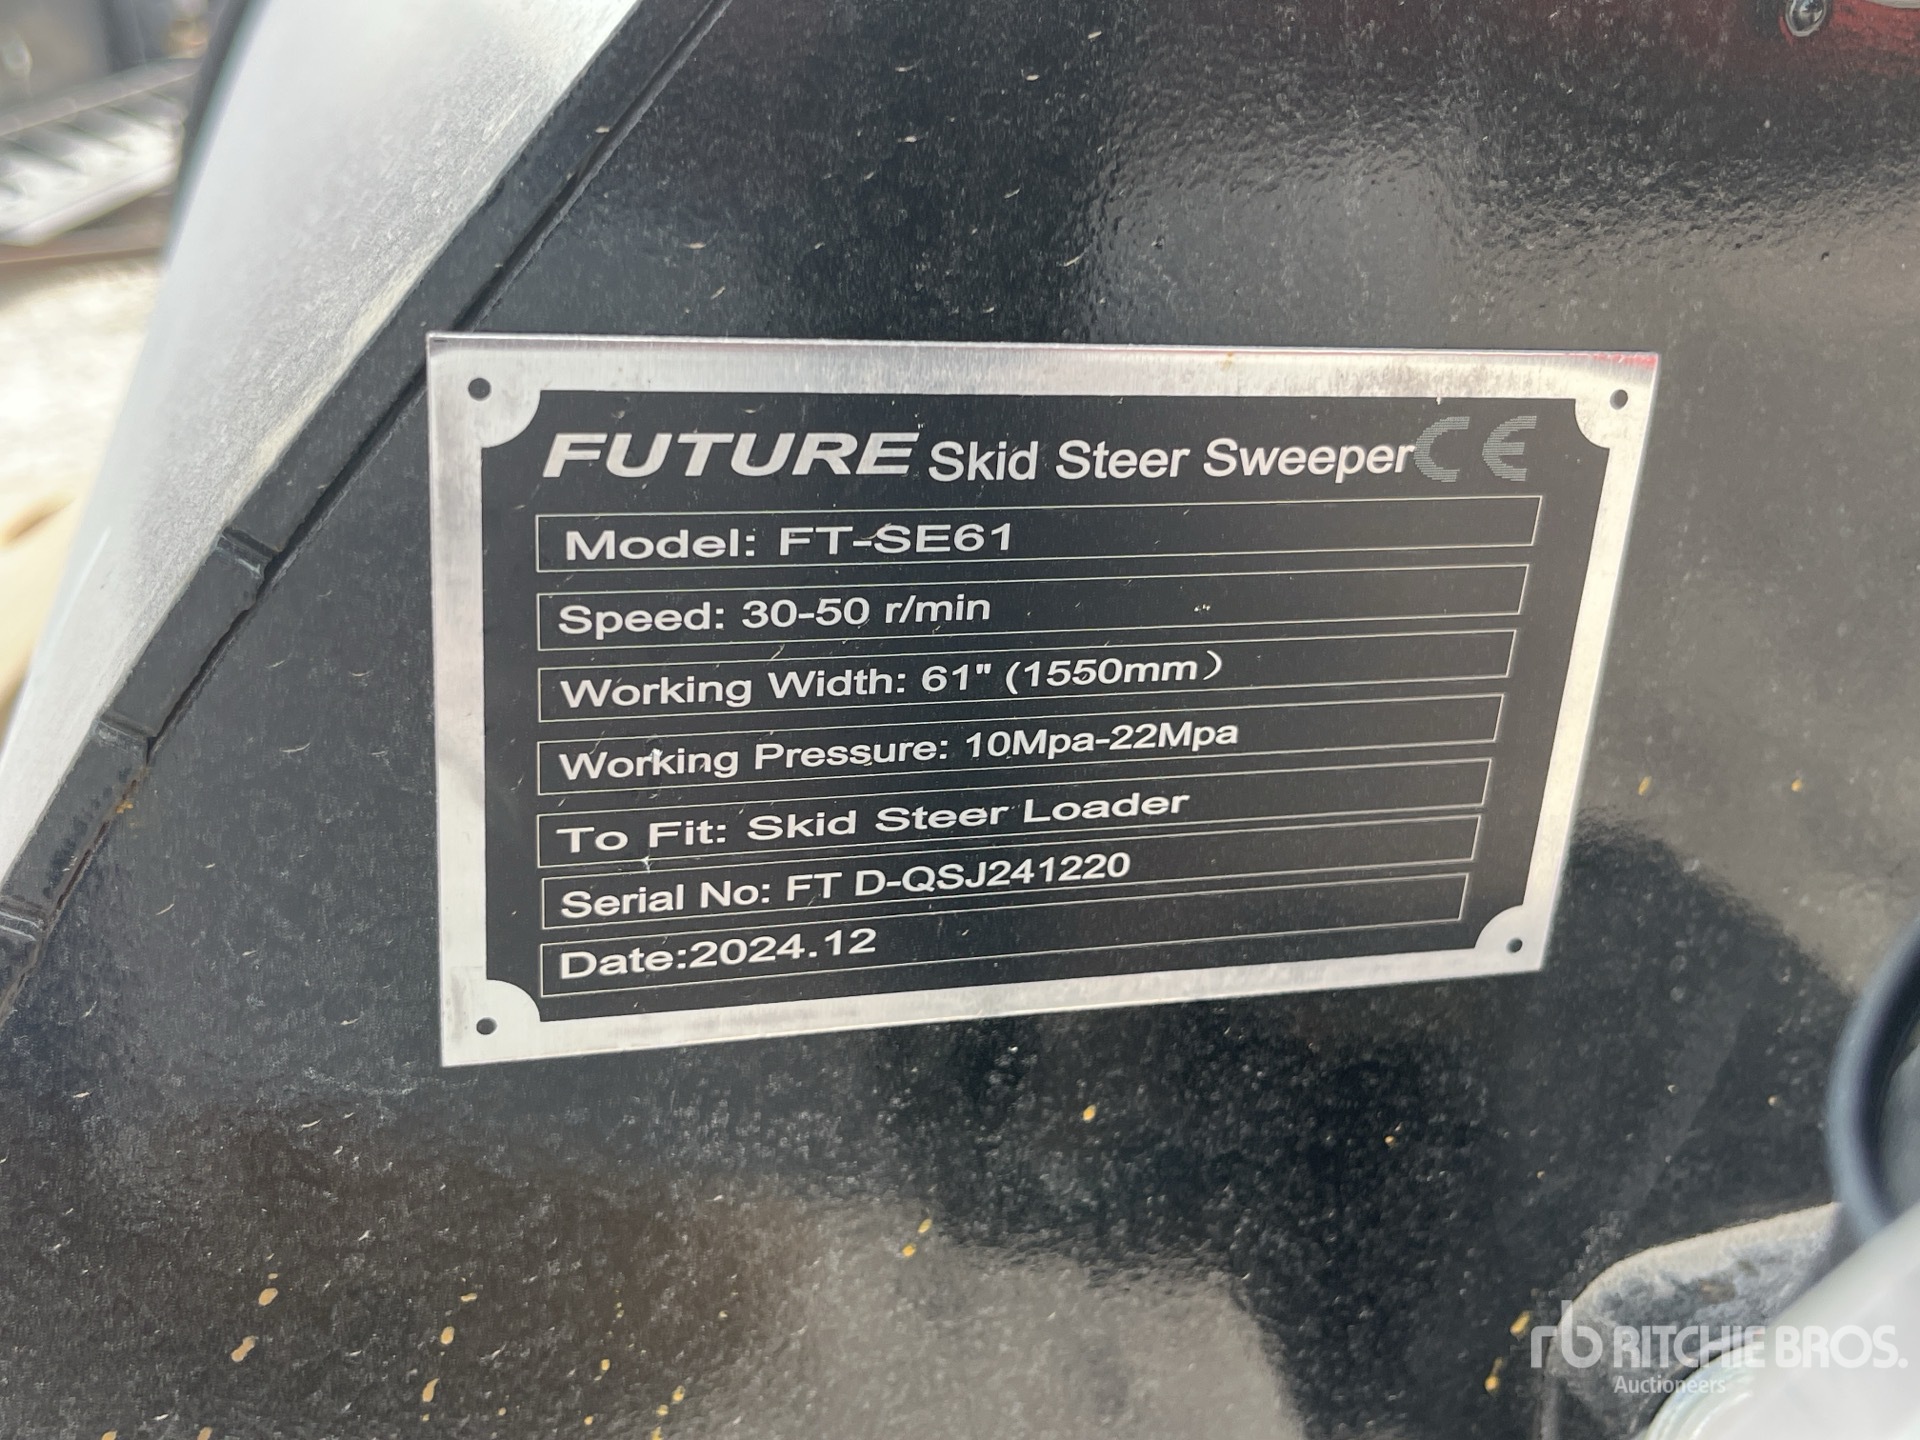 FUTURE Skid Steer Sweeper CE
Model: FT-SE61
Speed: 30-50 r/min
Working Width: 61" (1550mm)
Working Pressure: 10Mpa-22Mpa
To Fit: Skid Steer Loader
Serial No: FT D-QSJ241220
Date:2024.12
rb RITCHIE BROS.
Auctioneers